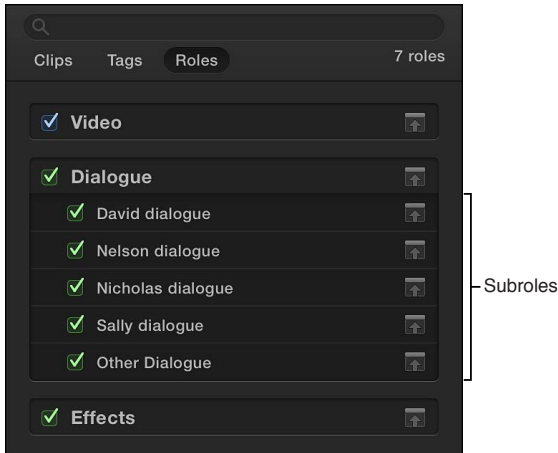 Clips Tags Roles 7 roles
Video
Dialogue
David dialogue
Nelson dialogue
Nicholas dialogue
Sally dialogue
Other Dialogue
Subroles
Effects